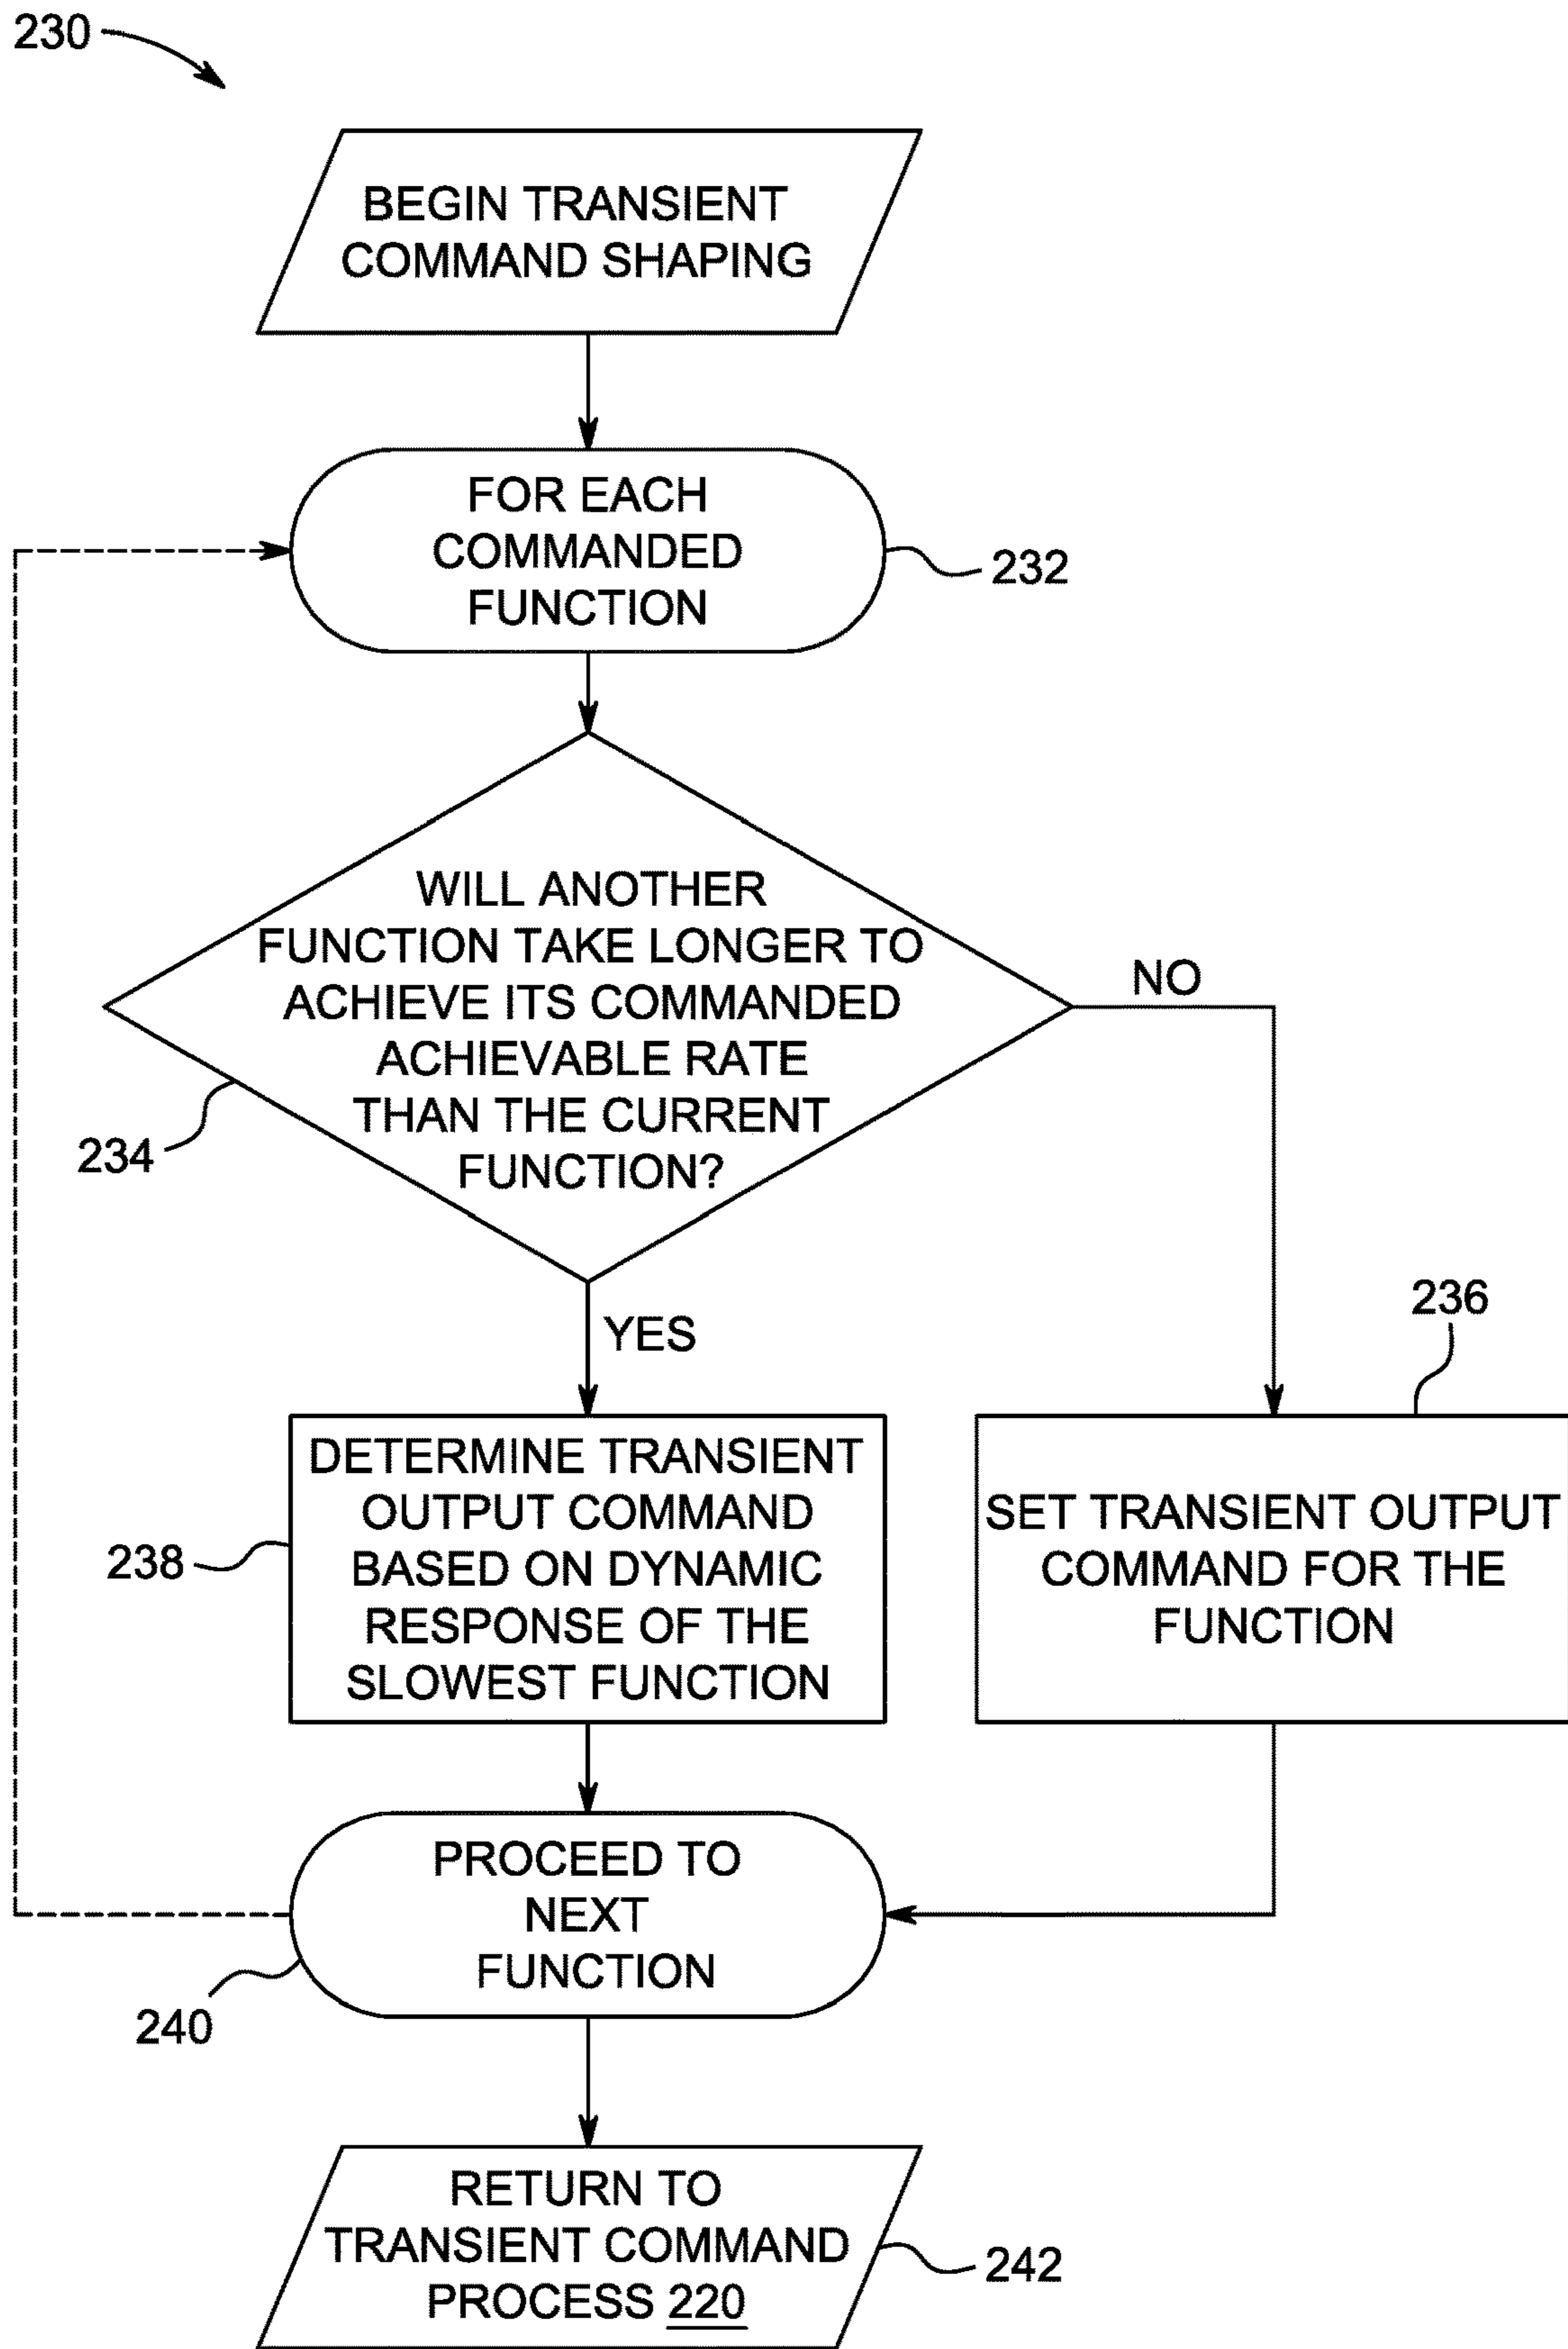 230
BEGIN TRANSIENT
COMMAND SHAPING
FOR EACH
COMMANDED
FUNCTION
232
WILL ANOTHER
FUNCTION TAKE LONGER TO
ACHIEVE ITS COMMANDED
ACHIEVABLE RATE
THAN THE CURRENT
FUNCTION?
NO
234
YES
236
DETERMINE TRANSIENT
OUTPUT COMMAND
BASED ON DYNAMIC
RESPONSE OF THE
SLOWEST FUNCTION
238
SET TRANSIENT OUTPUT
COMMAND FOR THE
FUNCTION
PROCEED TO
NEXT
FUNCTION
240
RETURN TO
TRANSIENT COMMAND
PROCESS 220
242